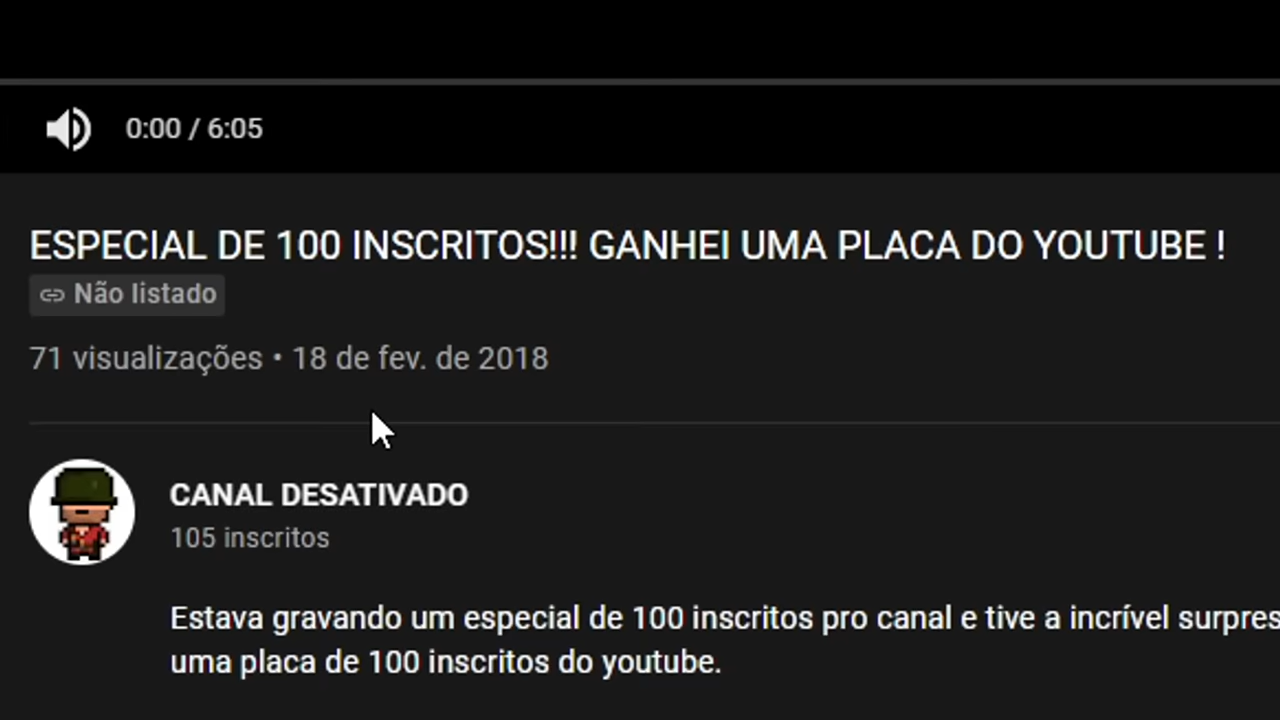 0:00 / 6:05
ESPECIAL DE 100 INSCRITOS!!! GANHEI UMA PLACA DO YOUTUBE !
Não listado
71 visualizações • 18 de fev. de 2018
CANAL DESATIVADO
105 inscritos
Estava gravando um especial de 100 inscritos pro canal e tive a incrível surpres
uma placa de 100 inscritos do youtube.